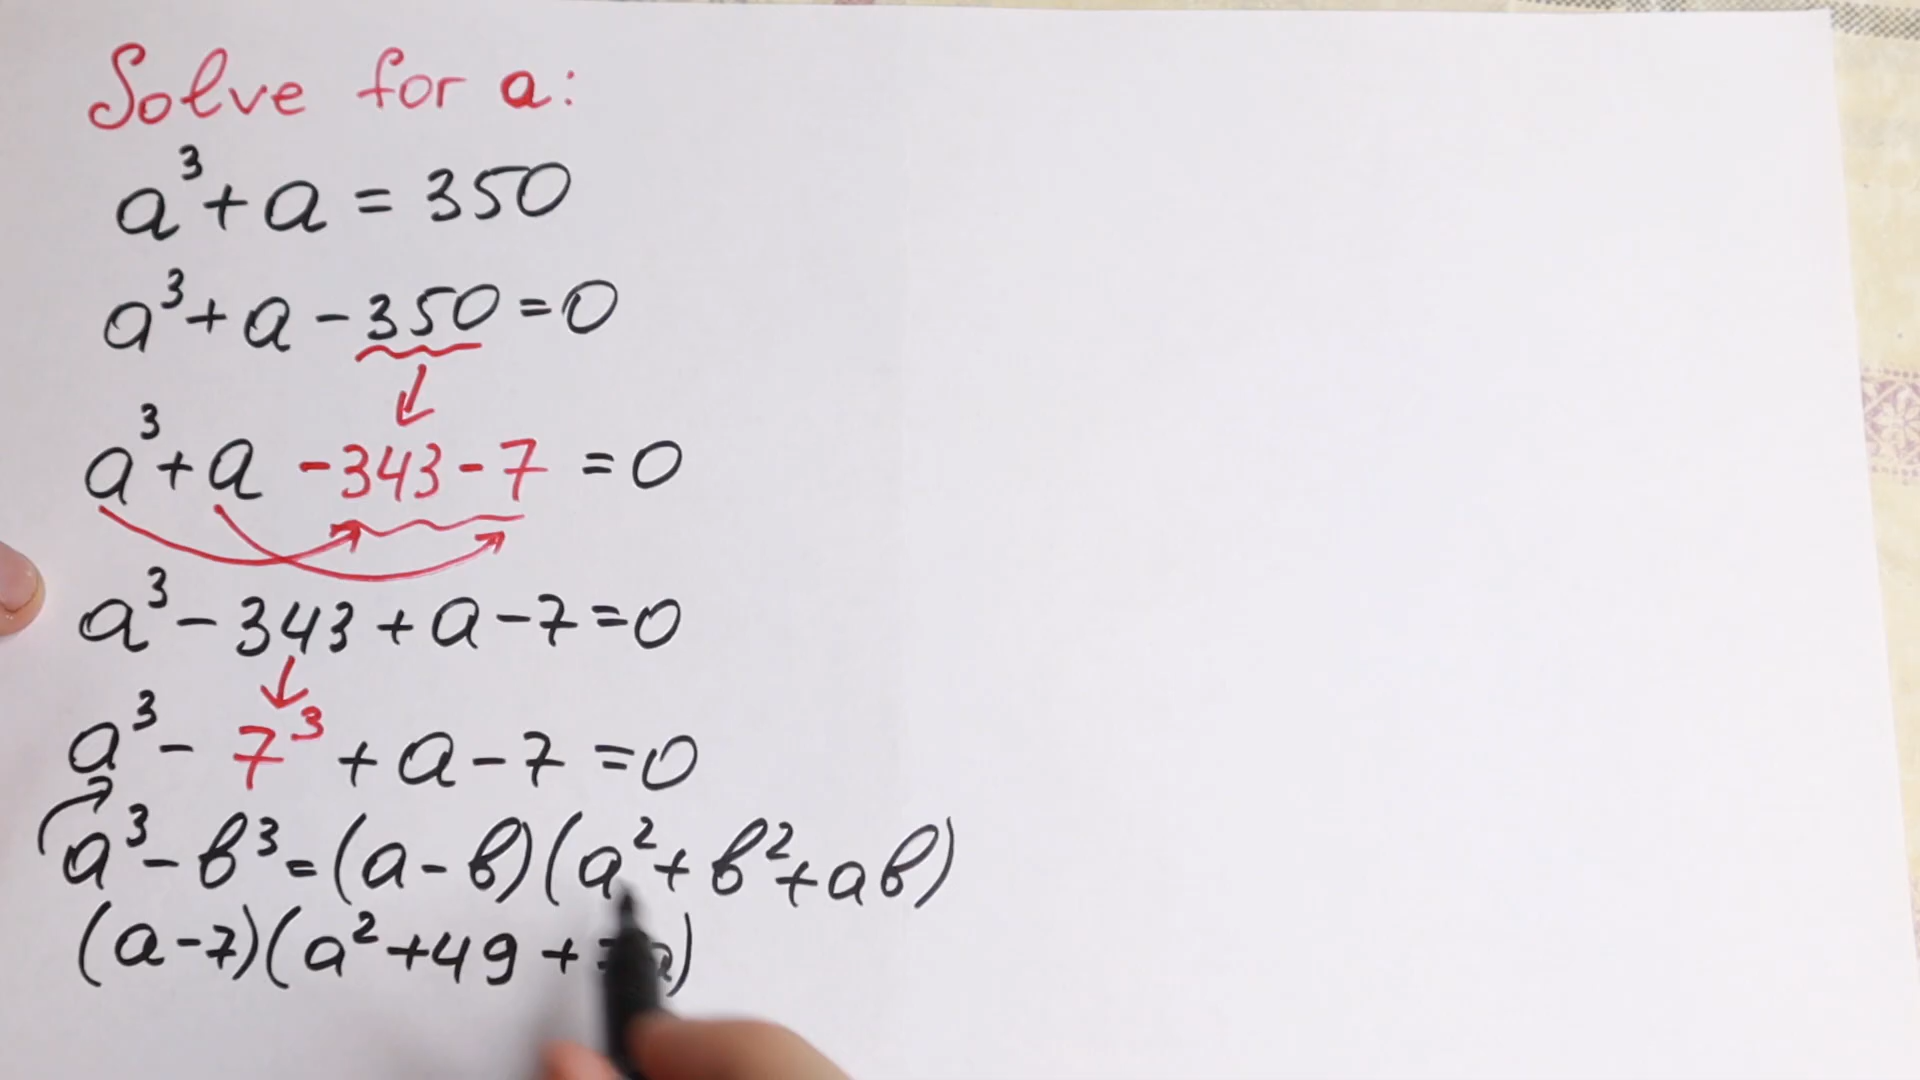 Solve for a:
a³+a=350
a³+a-350=0
a³+a-343-7=0
a³-343+a-7=0
a³-7³+a-7=0
a³-b³=(a-b)(a²+b²+ab)
(a-7)(a²+49+ )